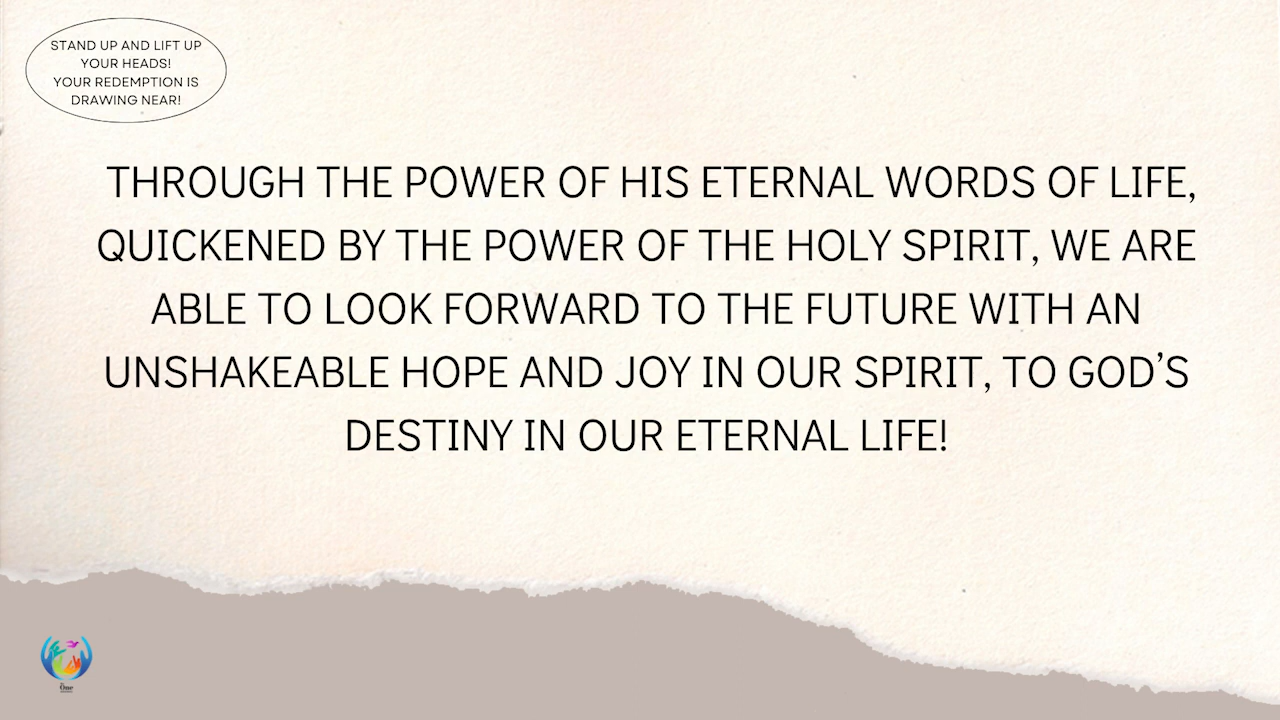 STAND UP AND LIFT UP
YOUR HEADS!
YOUR REDEMPTION IS
DRAWING NEAR!
THROUGH THE POWER OF HIS ETERNAL WORDS OF LIFE,
QUICKENED BY THE POWER OF THE HOLY SPIRIT, WE ARE
ABLE TO LOOK FORWARD TO THE FUTURE WITH AN
UNSHAKEABLE HOPE AND JOY IN OUR SPIRIT, TO GOD’S
DESTINY IN OUR ETERNAL LIFE!
One